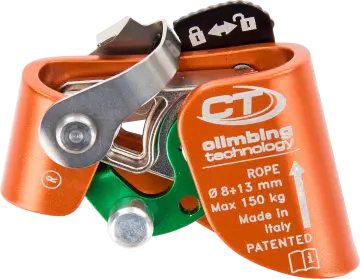 CT
climbing
technology
ROPE
Ø 8÷13 mm
Max 150 kg
Made in
Italy
PATENTED
R